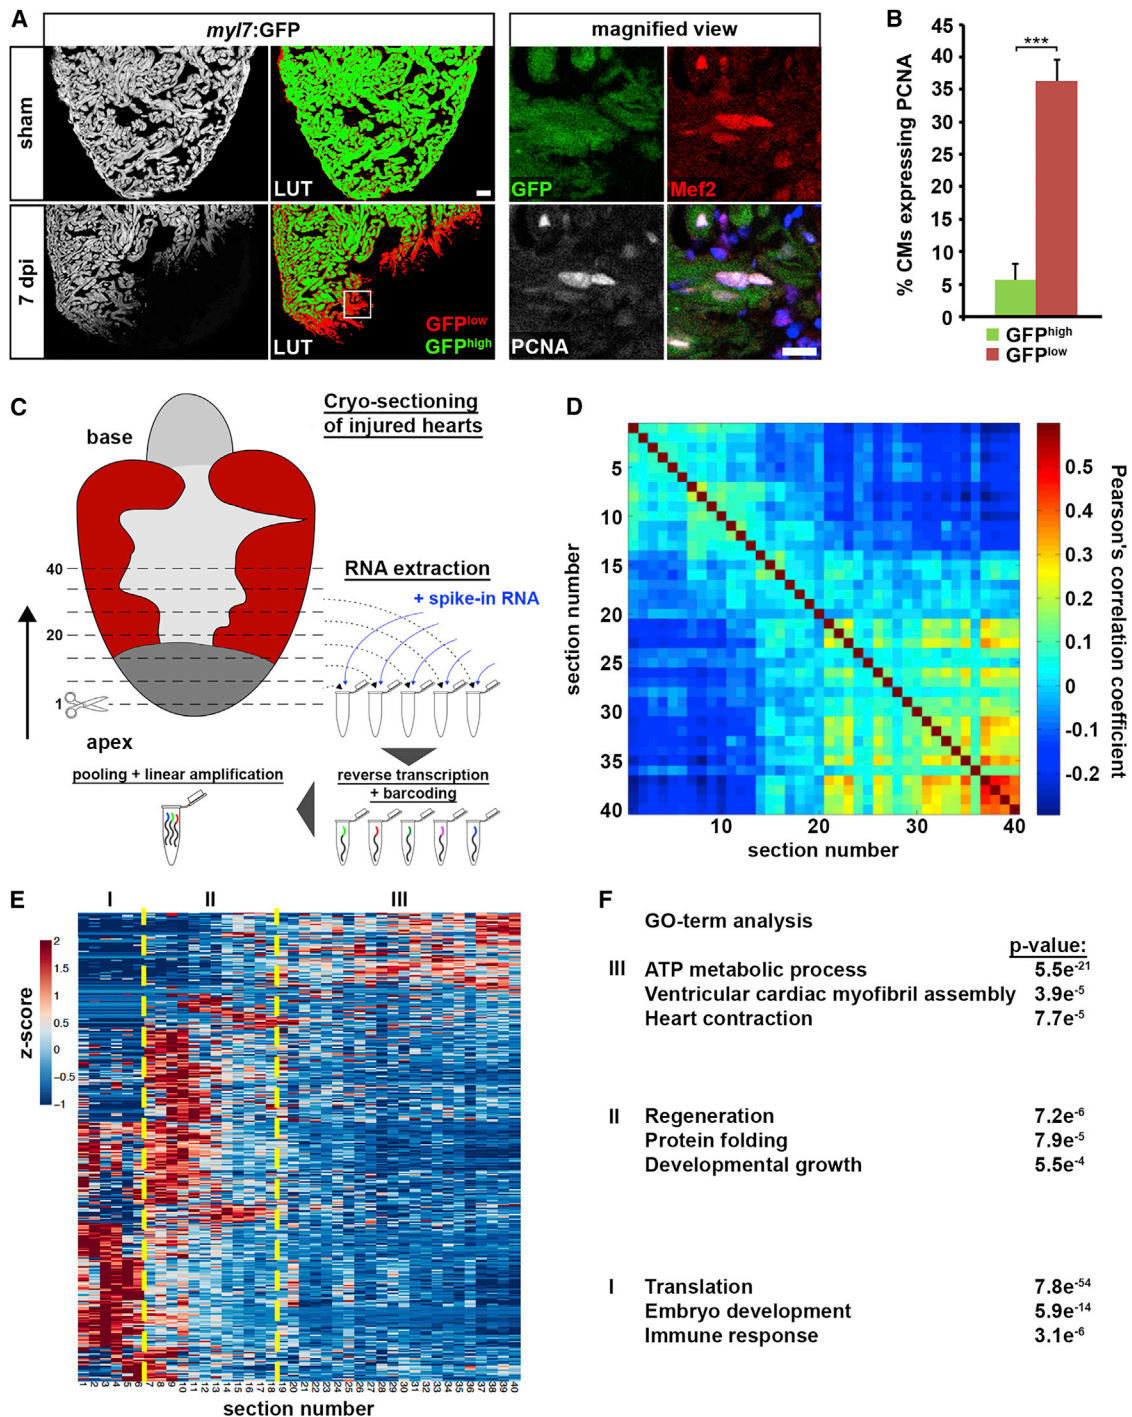 A
myl7:GFP
magnified view
sham
LUT
GFP
Mef2
7 dpi
LUT
GFPlow
GFPhigh
PCNA
B
% CMs expressing PCNA
45
40
35
30
25
20
15
10
5
0
***
GFPhigh
GFPlow
C
Cryo-sectioning
of injured hearts
base
40
20
1
apex
RNA extraction
+ spike-in RNA
reverse transcription
+ barcoding
pooling + linear amplification
D
section number
5
10
15
20
25
30
35
40
10
20
30
40
section number
0.5
0.4
0.3
0.2
0.1
0
-0.1
-0.2
Pearson's correlation coefficient
E
I
II
III
z-score
2
1.5
1
0.5
0
−0.5
−1
1 2 3 4 5 6 7 8 9 10 11 12 13 14 15 16 17 18 19 20 21 22 23 24 25 26 27 28 29 30 31 32 33 34 35 36 37 38 39 40
section number
F
GO-term analysis
p-value:
III ATP metabolic process 5.5e-21
Ventricular cardiac myofibril assembly 3.9e-5
Heart contraction 7.7e-5
II Regeneration 7.2e-6
Protein folding 7.9e-5
Developmental growth 5.5e-4
I Translation 7.8e-54
Embryo development 5.9e-14
Immune response 3.1e-6